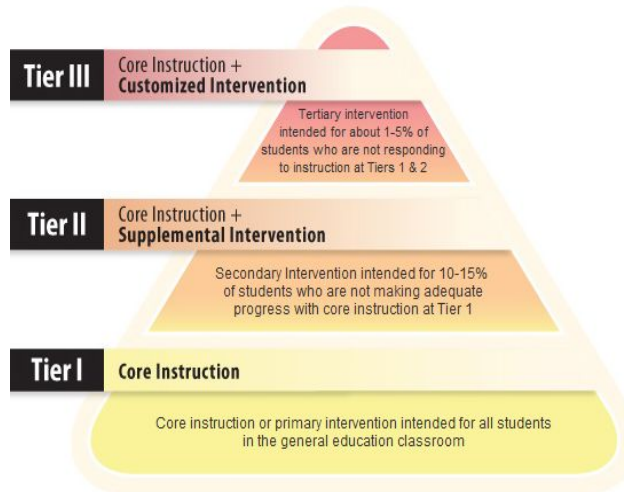 Tier III
Core Instruction +
Customized Intervention
Tertiary intervention
intended for about 1-5% of
students who are not responding
to instruction at Tiers 1 & 2
Tier II
Core Instruction +
Supplemental Intervention
Secondary Intervention intended for 10-15%
of students who are not making adequate
progress with core instruction at Tier 1
Tier I
Core Instruction
Core instruction or primary intervention intended for all students
in the general education classroom